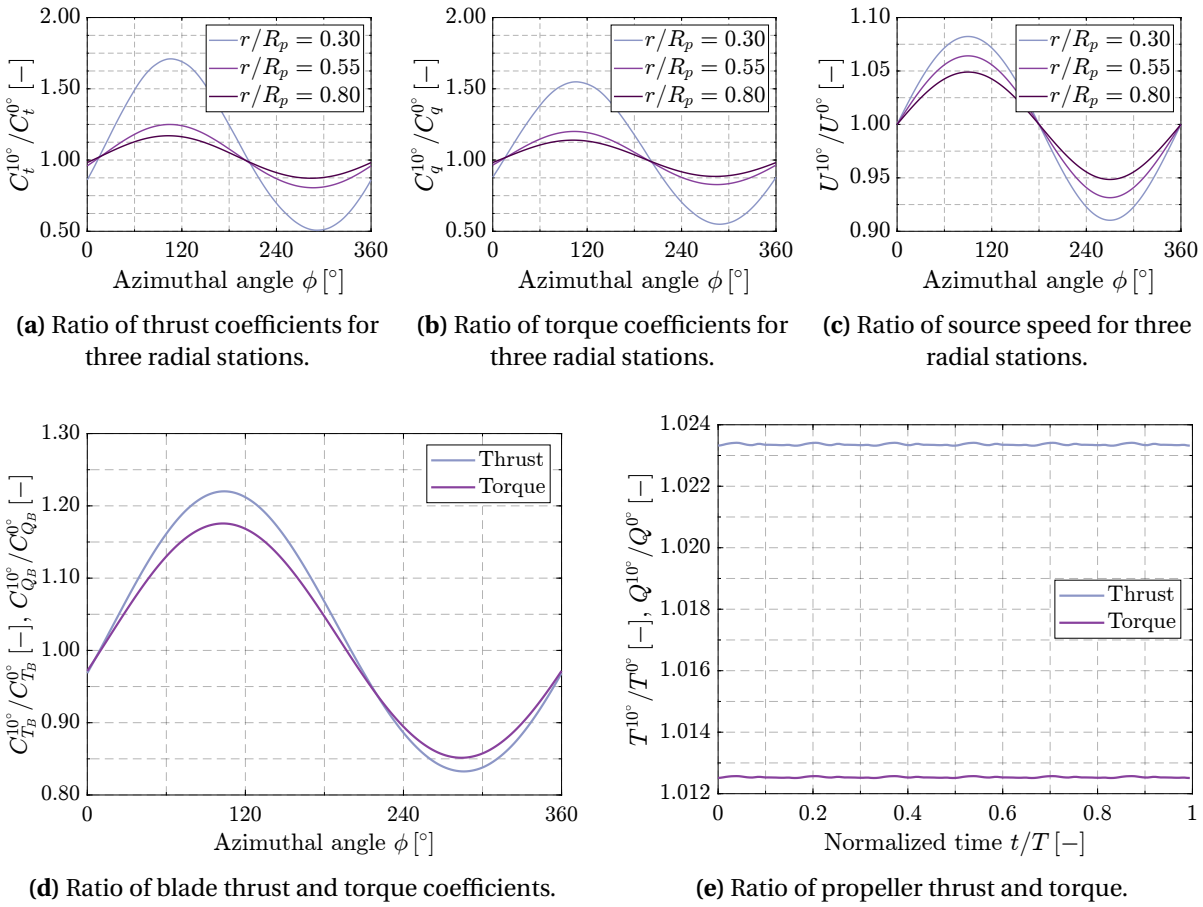 2.00
1.50
1.00
0.50
0 120 240 360
C_t^{10°}/C_t^{0°} [−]
r/R_p = 0.30
r/R_p = 0.55
r/R_p = 0.80
Azimuthal angle ϕ [°]
(a) Ratio of thrust coefficients for
three radial stations.
2.00
1.50
1.00
0.50
0 120 240 360
C_q^{10°}/C_q^{0°} [−]
r/R_p = 0.30
r/R_p = 0.55
r/R_p = 0.80
Azimuthal angle ϕ [°]
(b) Ratio of torque coefficients for
three radial stations.
1.10
1.05
1.00
0.95
0.90
0 120 240 360
U^{10°}/U^{0°} [−]
r/R_p = 0.30
r/R_p = 0.55
r/R_p = 0.80
Azimuthal angle ϕ [°]
(c) Ratio of source speed for three
radial stations.
1.30
1.20
1.10
1.00
0.90
0.80
0 120 240 360
C_{T_B}^{10°}/C_{T_B}^{0°} [−], C_{Q_B}^{10°}/C_{Q_B}^{0°} [−]
Thrust
Torque
Azimuthal angle ϕ [°]
(d) Ratio of blade thrust and torque coefficients.
1.024
1.022
1.020
1.018
1.016
1.014
1.012
0 0.2 0.4 0.6 0.8 1
T^{10°}/T^{0°} [−], Q^{10°}/Q^{0°} [−]
Thrust
Torque
Normalized time t/T [−]
(e) Ratio of propeller thrust and torque.